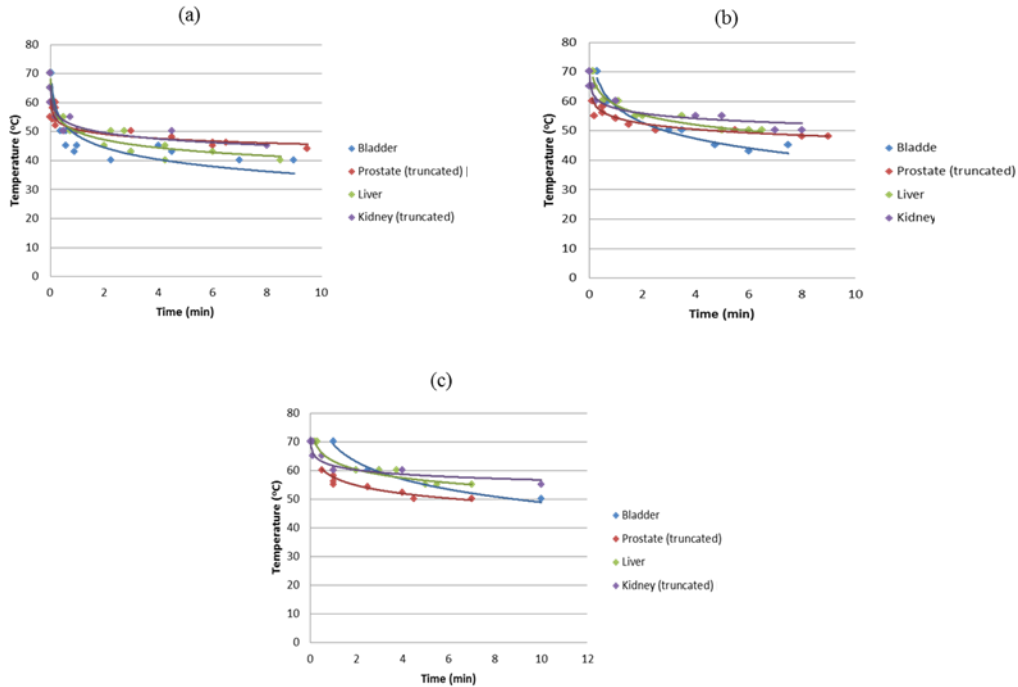 (a)
80
70
60
50
40
30
20
10
0
0 2 4 6 8 10
Temperature (°C)
Time (min)
Bladder
Prostate (truncated) |
Liver
Kidney (truncated)
(b)
80
70
60
50
40
30
20
10
0
0 2 4 6 8 10
Temperature (°C)
Time (min)
Bladde
Prostate (truncated)
Liver
Kidney
(c)
80
70
60
50
40
30
20
10
0
0 2 4 6 8 10 12
Temperature (°C)
Time (min)
Bladder
Prostate (truncated)
Liver
Kidney (truncated)